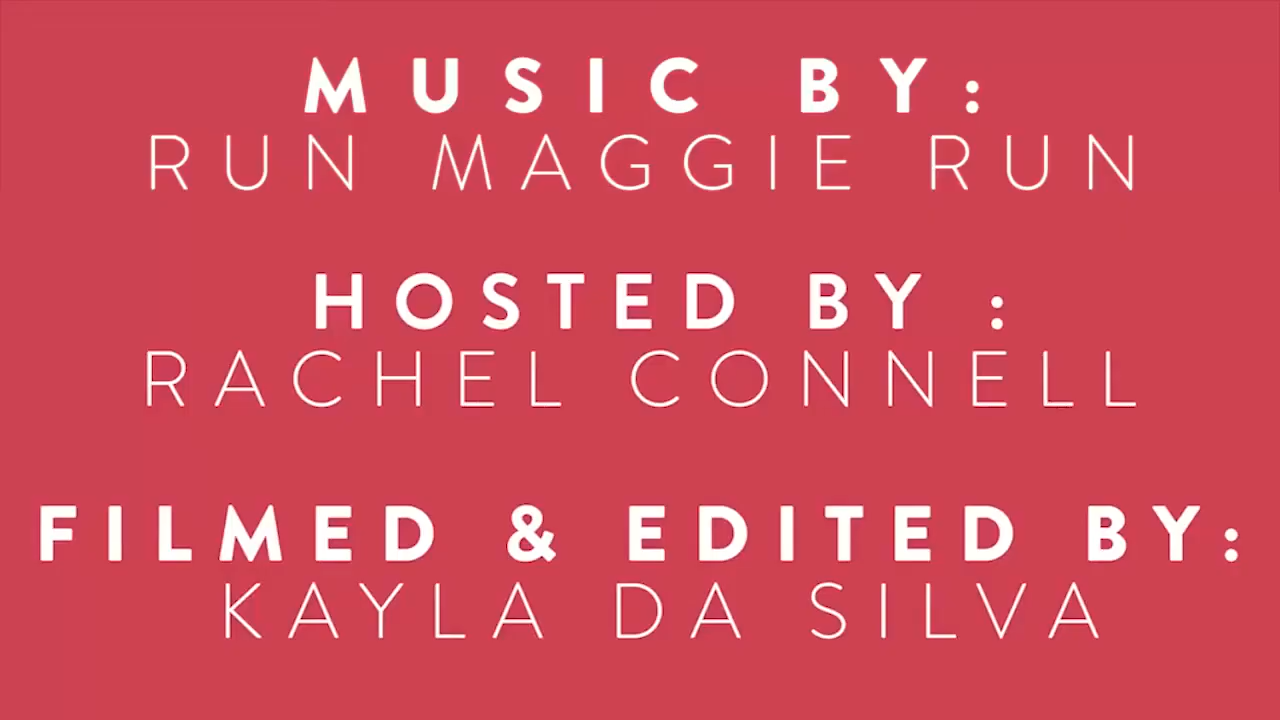 MUSIC BY:
RUN MAGGIE RUN
HOSTED BY :
RACHEL CONNELL
FILMED & EDITED BY:
KAYLA DA SILVA